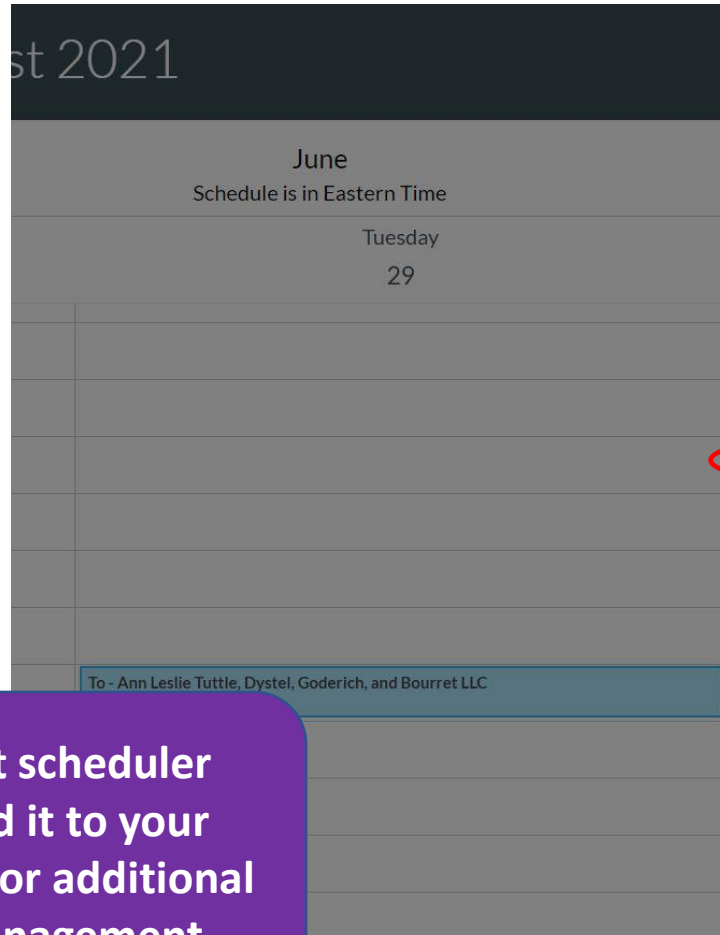 st 2021
June
Schedule is in Eastern Time
Tuesday
29
To - Ann Leslie Tuttle, Dystel, Goderich, and Bourret LLC
t scheduler
d it to your
or additional
nagement